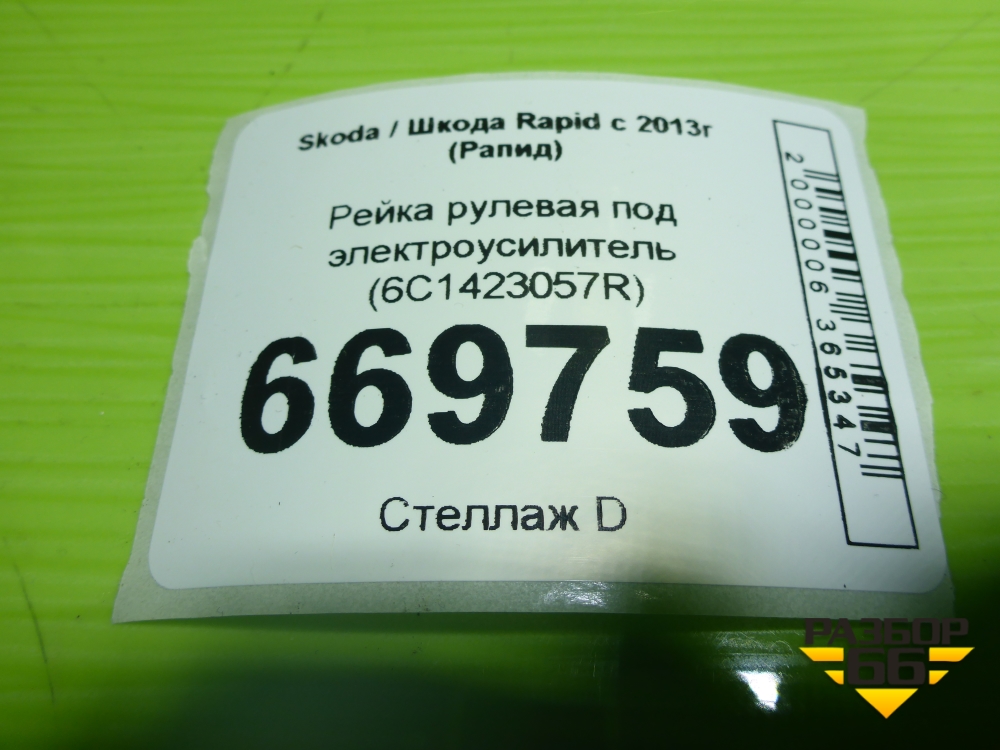 Skoda / Шкода Rapid с 2013г
(Рапид)
Рейка рулевая под
электроусилитель
(6C1423057R)
669759
Стеллаж D
2000006365347
РАЗБОР
66